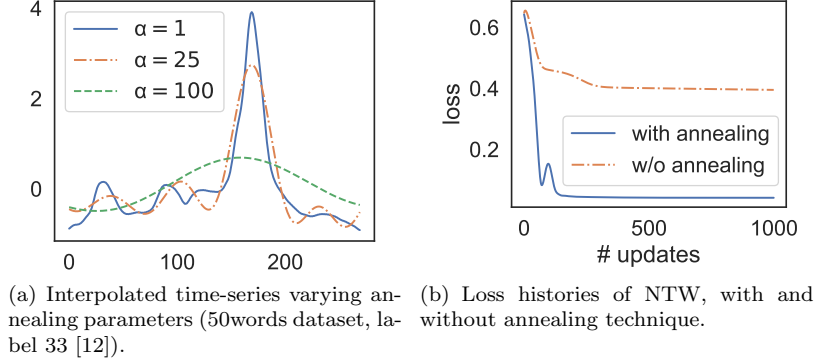 4
2
0
0
100
200
α = 1
α = 25
α = 100
(a) Interpolated time-series varying an-
nealing parameters (50words dataset, la-
bel 33 [12]).
0.6
0.4
0.2
loss
0
500
1000
# updates
with annealing
w/o annealing
(b) Loss histories of NTW, with and
without annealing technique.